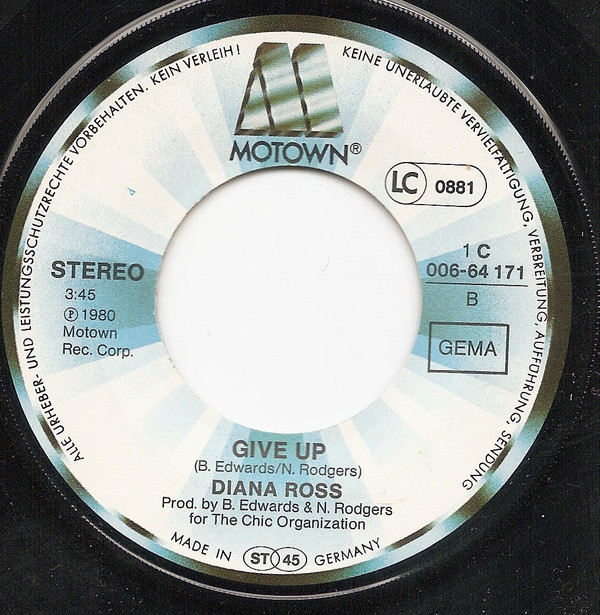 ALLE URHEBER- UND LEISTUNGSSCHUTZRECHTE VORBEHALTEN. KEIN VERLEIH! KEINE UNERLAUBTE VERVIELFÄLTIGUNG, VERBREITUNG, AUFFÜHRUNG, SENDUNG
MOTOWN®
LC 0881
STEREO
3:45
Ⓟ 1980
Motown
Rec. Corp.
1 C
006-64 171
B
GEMA
GIVE UP
(B. Edwards/N. Rodgers)
DIANA ROSS
Prod. by B. Edwards & N. Rodgers
for The Chic Organization
MADE IN ST 45 GERMANY